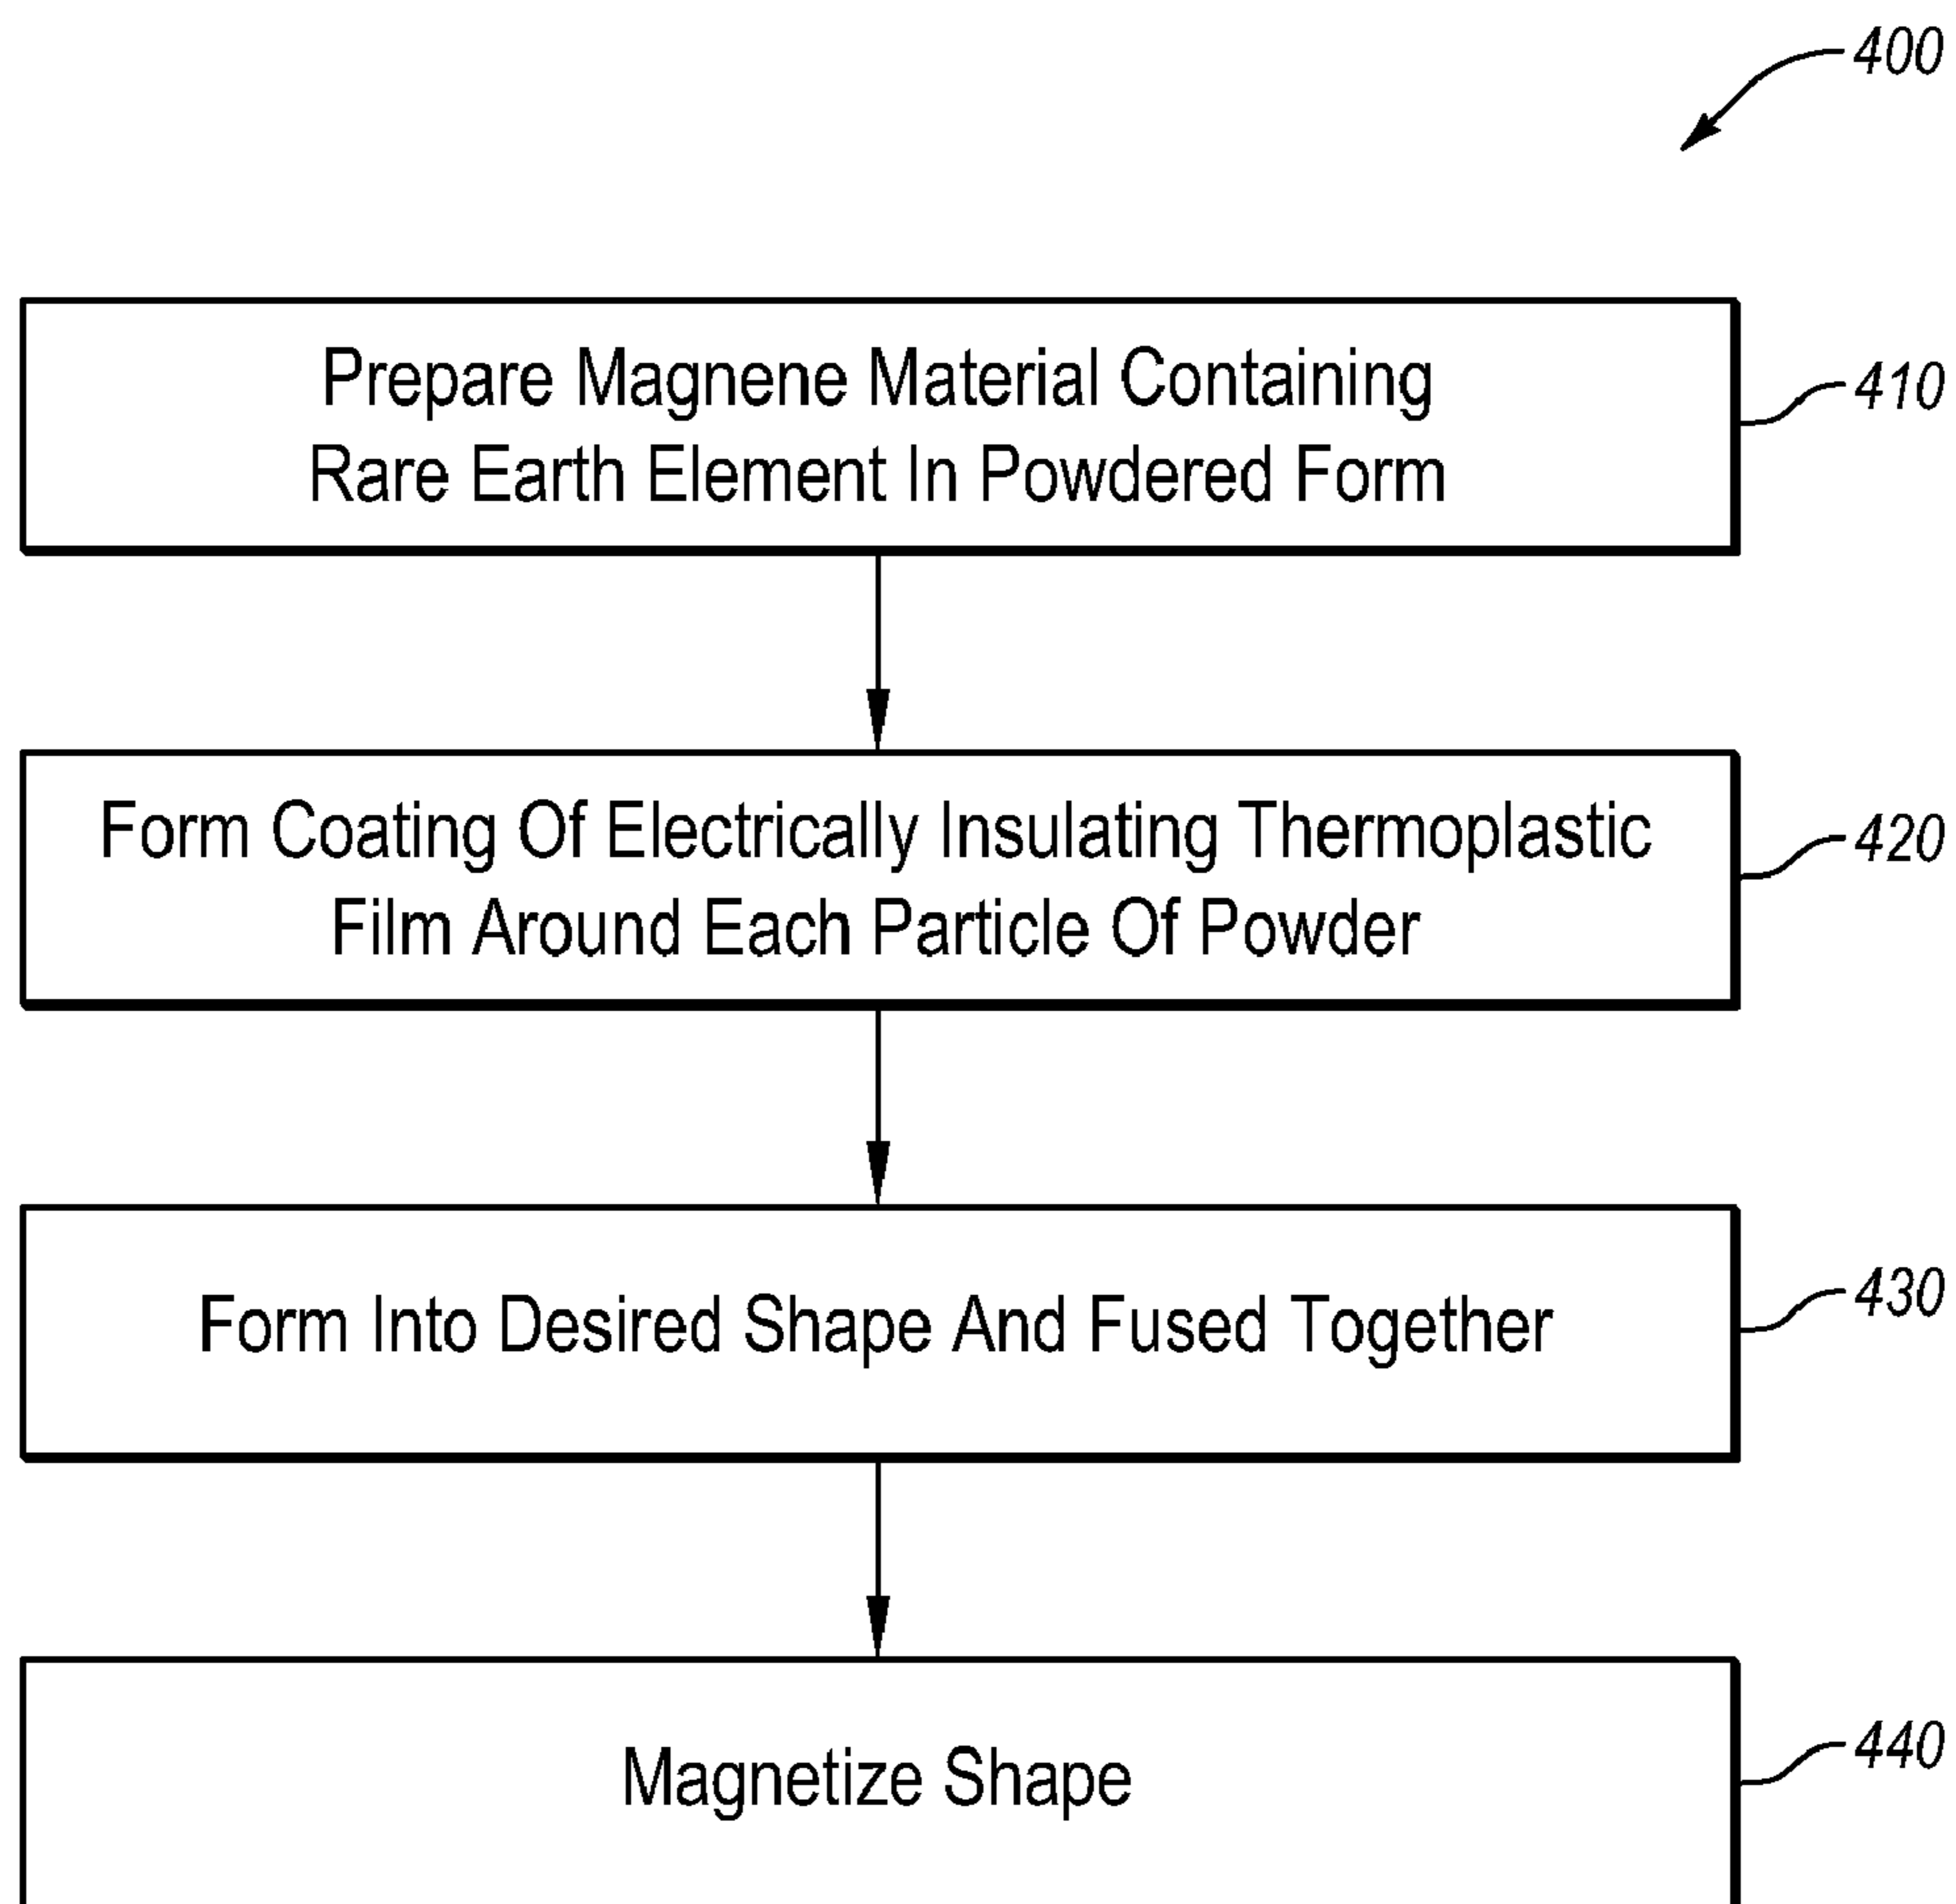 400
Prepare Magnene Material Containing
Rare Earth Element In Powdered Form
410
Form Coating Of Electrically Insulating Thermoplastic
Film Around Each Particle Of Powder
420
Form Into Desired Shape And Fused Together
430
Magnetize Shape
440